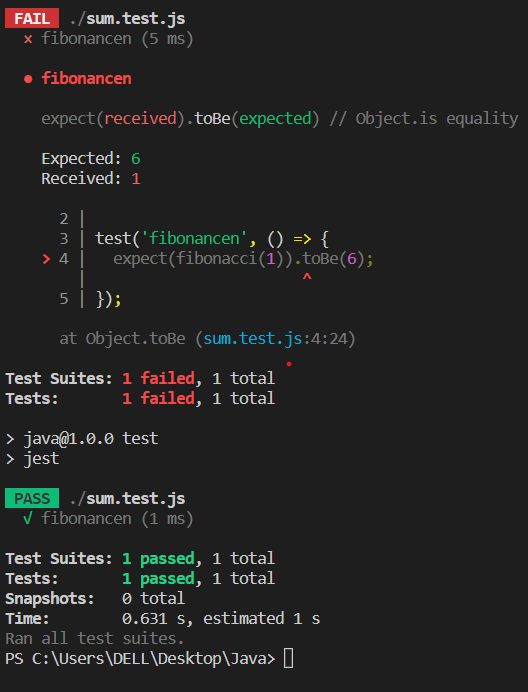 FAIL ./sum.test.js
× fibonancen (5 ms)
● fibonancen
expect(received).toBe(expected) // Object.is equality
Expected: 6
Received: 1
2 |
3 | test('fibonancen', () => {
> 4 |   expect(fibonacci(1)).toBe(6);
|                        ^
5 | });
at Object.toBe (sum.test.js:4:24)
Test Suites: 1 failed, 1 total
Tests:       1 failed, 1 total
> java@1.0.0 test
> jest
PASS ./sum.test.js
√ fibonancen (1 ms)
Test Suites: 1 passed, 1 total
Tests:       1 passed, 1 total
Snapshots:   0 total
Time:        0.631 s, estimated 1 s
Ran all test suites.
PS C:\Users\DELL\Desktop\Java>